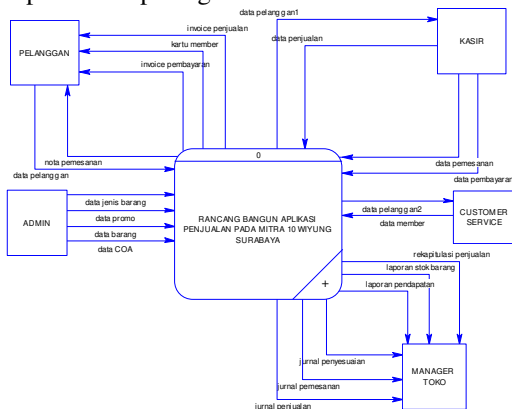 invoice penjualan
kartu member
invoice pembayaran
PELANGGAN
nota pemesanan
data pelanggan
data pelanggan1
data penjualan
KASIR
data pemesanan
data pembayaran
0
RANCANG BANGUN APLIKASI
PENJUALAN PADA MITRA 10 WIYUNG
SURABAYA
+
ADMIN
data jenis barang
data promo
data barang
data COA
data pelanggan2
data member
CUSTOMER
SERVICE
rekapitulasi penjualan
laporan stok barang
laporan pendapatan
jurnal penyesuaian
jurnal pemesanan
jurnal penjualan
MANAGER
TOKO